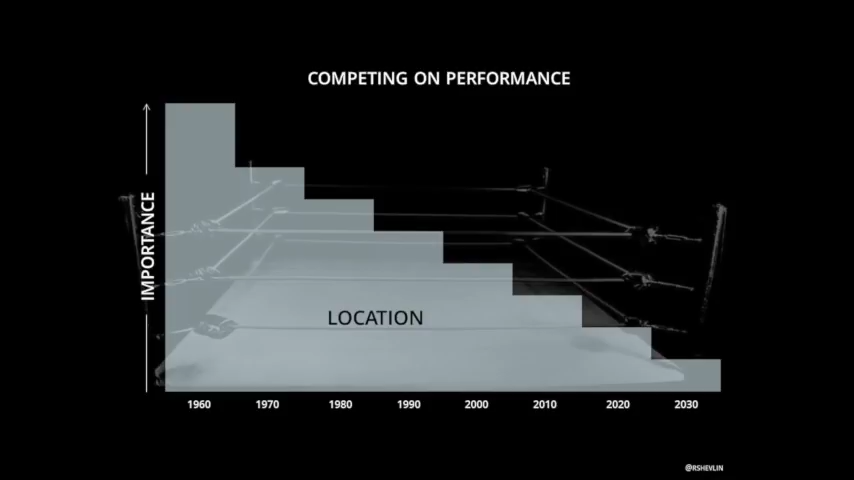 COMPETING ON PERFORMANCE
IMPORTANCE
LOCATION
1960 1970 1980 1990 2000 2010 2020 2030
@RSHEVLIN